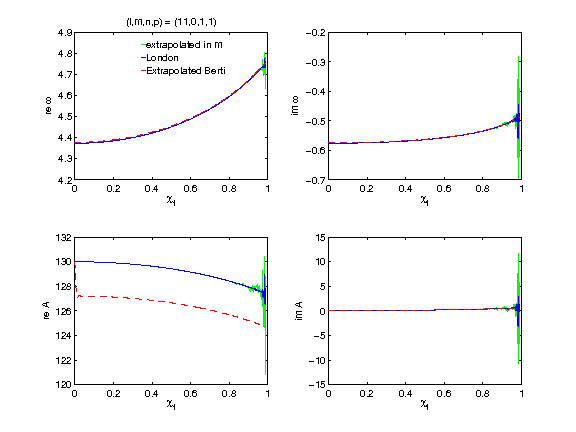 (l,m,n,p) = (11,0,1,1)
4.9
4.8
4.7
4.6
4.5
4.4
4.3
4.2
re ω
0 0.2 0.4 0.6 0.8 1
χf
extrapolated in M
London
Extrapolated Berti
-0.2
-0.3
-0.4
-0.5
-0.6
-0.7
im ω
0 0.2 0.4 0.6 0.8 1
χf
132
130
128
126
124
122
120
re A
0 0.2 0.4 0.6 0.8 1
χf
15
10
5
0
-5
-10
-15
im A
0 0.2 0.4 0.6 0.8 1
χf